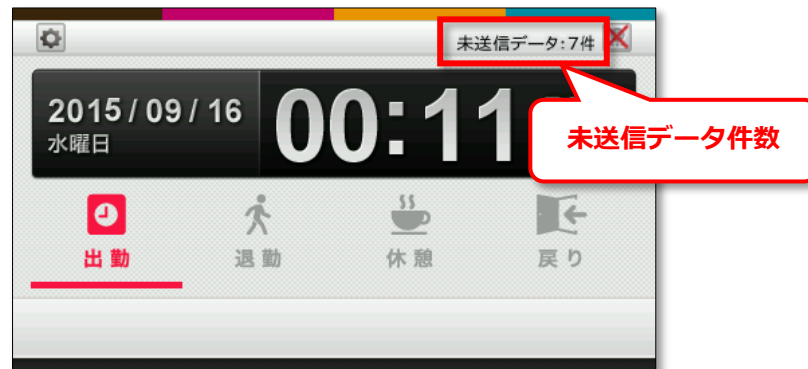 未送信データ:7件
2015 / 09 / 16
水曜日
00:11
未送信データ件数
出勤
退勤
休憩
戻り